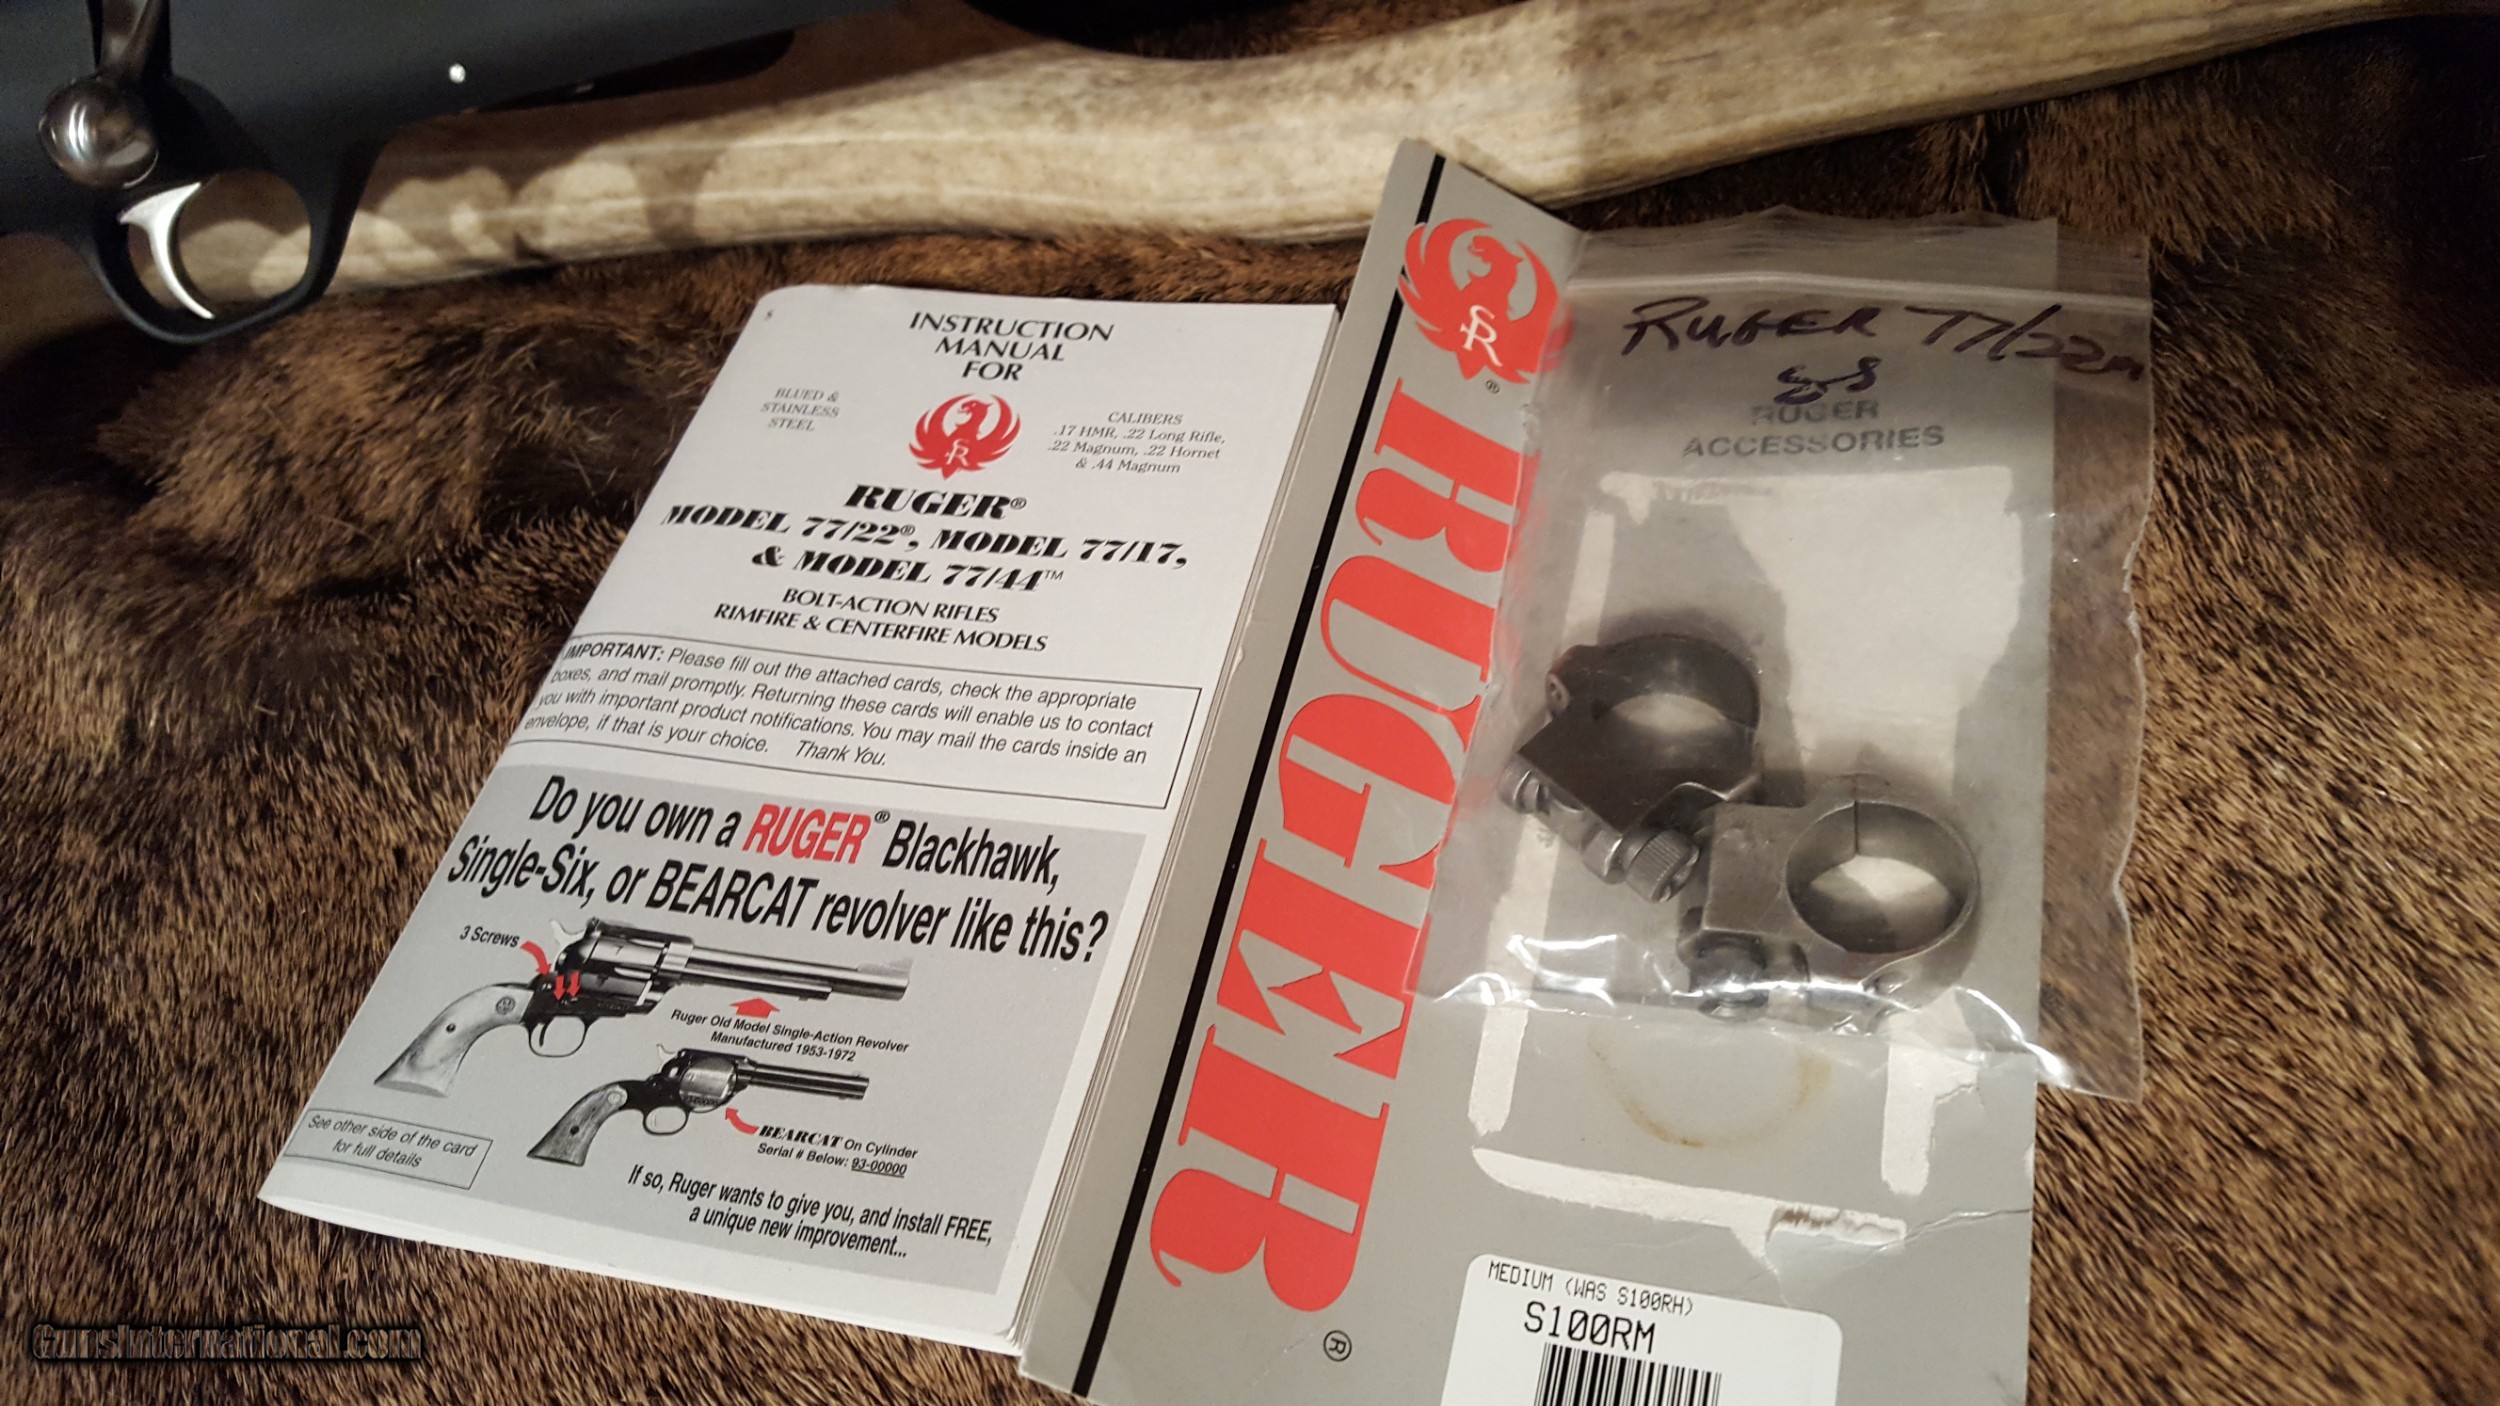 S
INSTRUCTION
MANUAL
FOR
BLUED &
STAINLESS
STEEL
CALIBERS
.17 HMR, .22 Long Rifle,
.22 Magnum, .22 Hornet
& .44 Magnum
RUGER®
MODEL 77/22®, MODEL 77/17,
& MODEL 77/44™
BOLT-ACTION RIFLES
RIMFIRE & CENTERFIRE MODELS
IMPORTANT: Please fill out the attached cards, check the appropriate
boxes, and mail promptly. Returning these cards will enable us to contact
you with important product notifications. You may mail the cards inside an
envelope, if that is your choice. Thank You.
Do you own a RUGER® Blackhawk,
Single-Six, or BEARCAT revolver like this?
3 Screws
Ruger Old Model Single-Action Revolver
Manufactured 1953-1972
BEARCAT On Cylinder
Serial # Below: 93-00000
See other side of the card
for full details
If so, Ruger wants to give you, and install FREE,
a unique new improvement...
R
®
RUGER
®
RUGER 77/22M
RUGER
ACCESSORIES
MEDIUM (WAS S100RH)
S100RM
GunsInternational.com